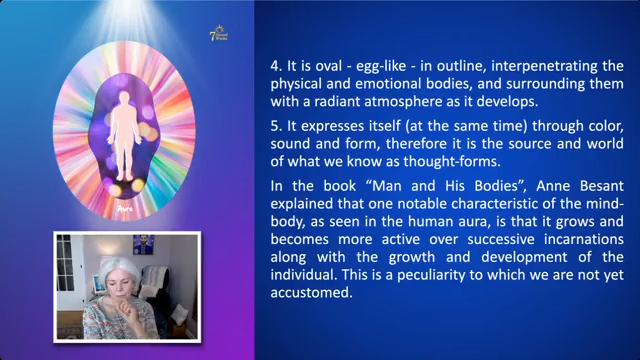 7 Sacred
Works
Aura
4. It is oval - egg-like - in outline, interpenetrating the
physical and emotional bodies, and surrounding them
with a radiant atmosphere as it develops.
5. It expresses itself (at the same time) through color,
sound and form, therefore it is the source and world
of what we know as thought-forms.
In the book “Man and His Bodies”, Anne Besant
explained that one notable characteristic of the mind-
body, as seen in the human aura, is that it grows and
becomes more active over successive incarnations
along with the growth and development of the
individual. This is a peculiarity to which we are not yet
accustomed.